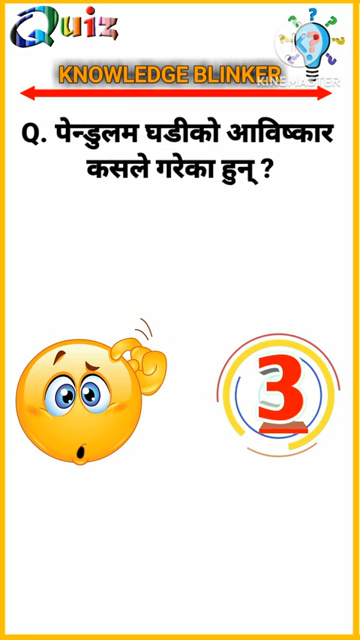 Quiz
KNOWLEDGE BLINKER
KINEMASTER
Q. पेन्डुलम घडीको आविष्कार
कसले गरेका हुन् ?
3